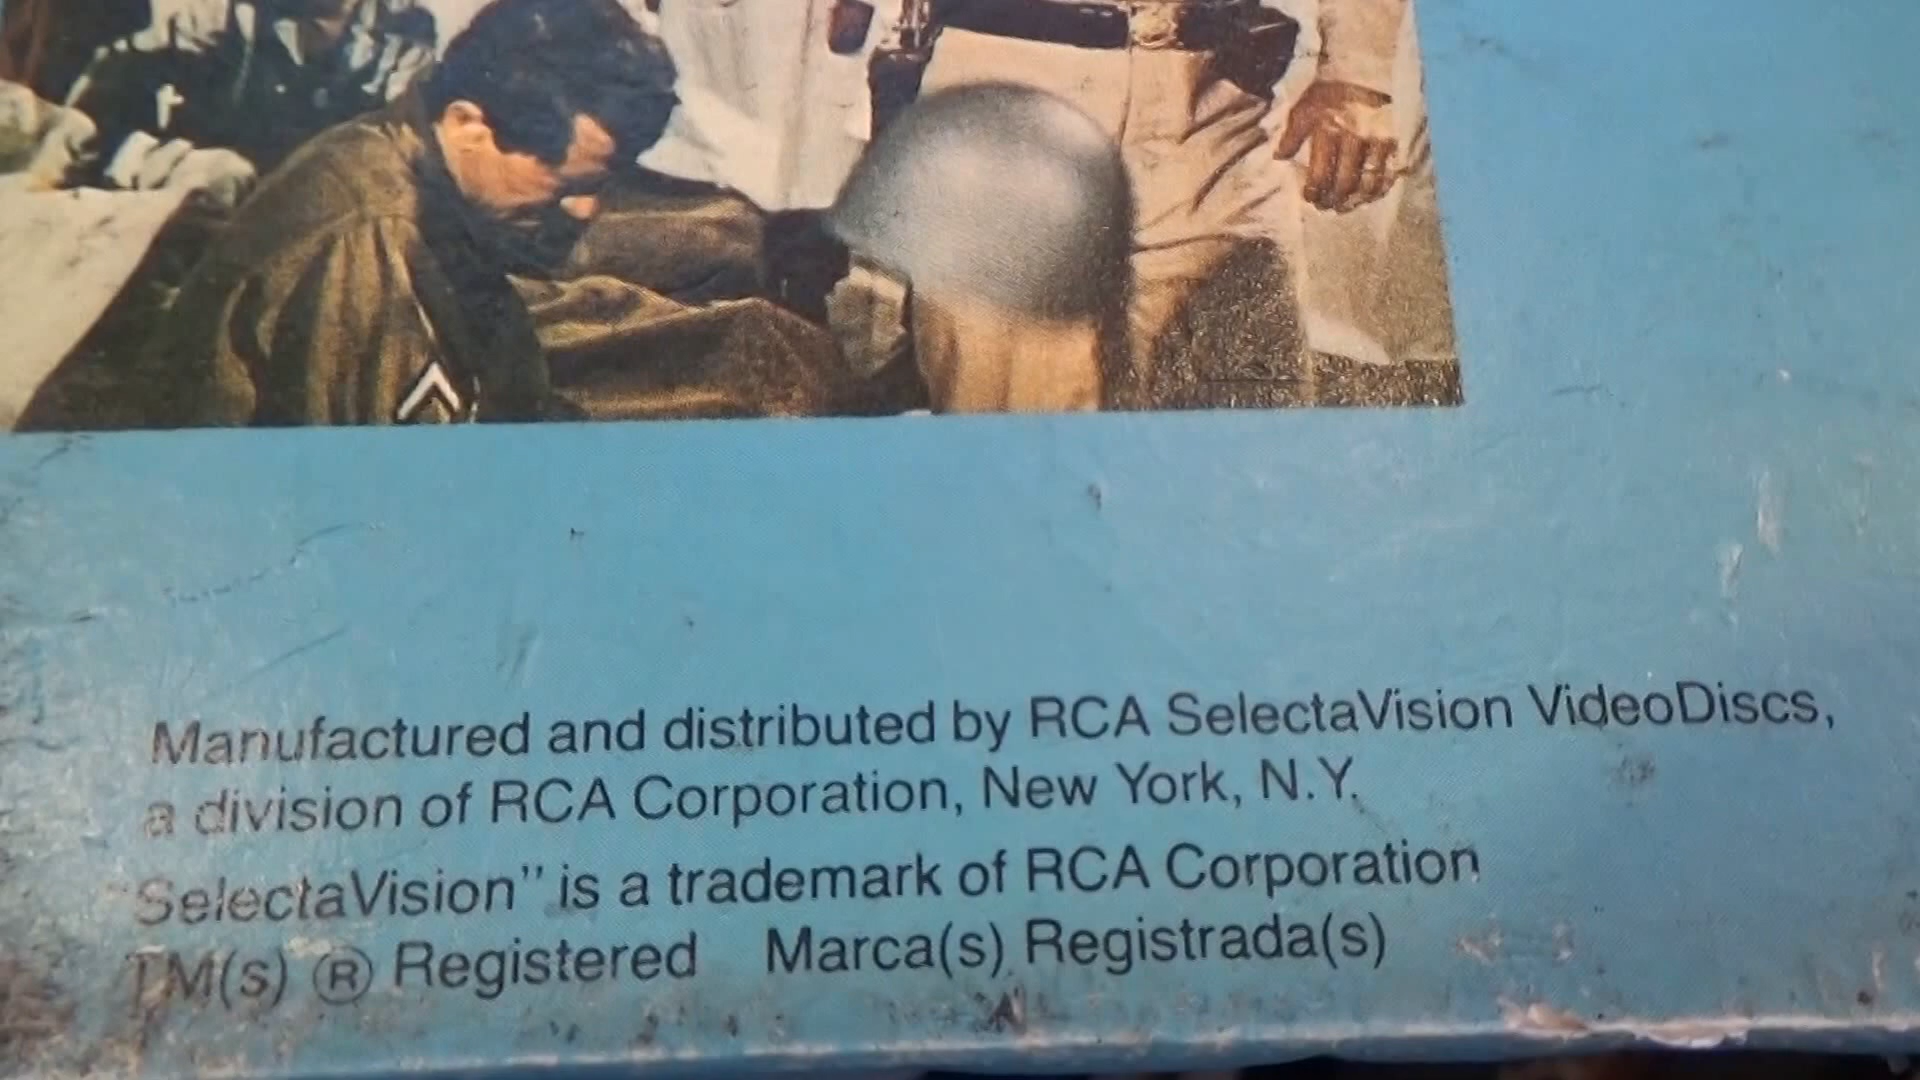 Manufactured and distributed by RCA SelectaVision VideoDiscs,
a division of RCA Corporation, New York, N.Y.
"SelectaVision" is a trademark of RCA Corporation
TM(s) ® Registered Marca(s) Registrada(s)